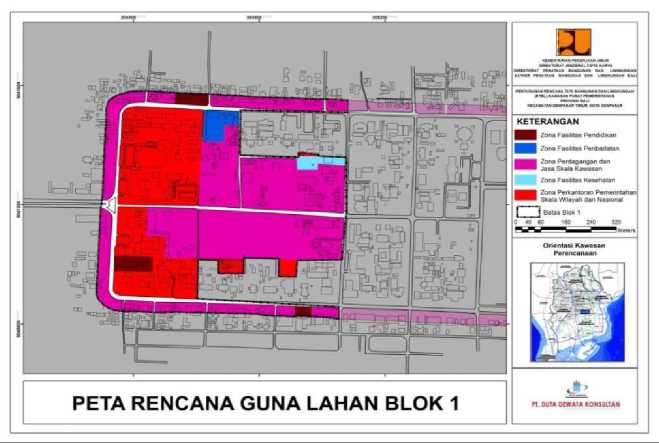 KEMENTERIAN PEKERJAAN UMUM
DIREKTORAT JENDERAL CIPTA KARYA
DIREKTORAT PENATAAN BANGUNAN DAN LINGKUNGAN
SATKER PENATAAN BANGUNAN DAN LINGKUNGAN BALI
PENYUSUNAN RENCANA TATA BANGUNAN DAN LINGKUNGAN
(RTBL) KAWASAN PUSAT PEMERINTAHAN
PROVINSI BALI
KECAMATAN DENPASAR TIMUR, KOTA DENPASAR
KETERANGAN
Zona Fasilitas Pendidikan
Zona Fasilitas Peribadatan
Zona Perdagangan dan
Jasa Skala Kawasan
Zona Fasilitas Kesehatan
Zona Perkantoran Pemerintahan
Skala Wilayah dan Nasional
Batas Blok 1
0 40 80 160 240 320
Meters
Orientasi Kawasan
Perencanaan
PETA RENCANA GUNA LAHAN BLOK 1
PT. DUTA DEWATA KONSULTAN